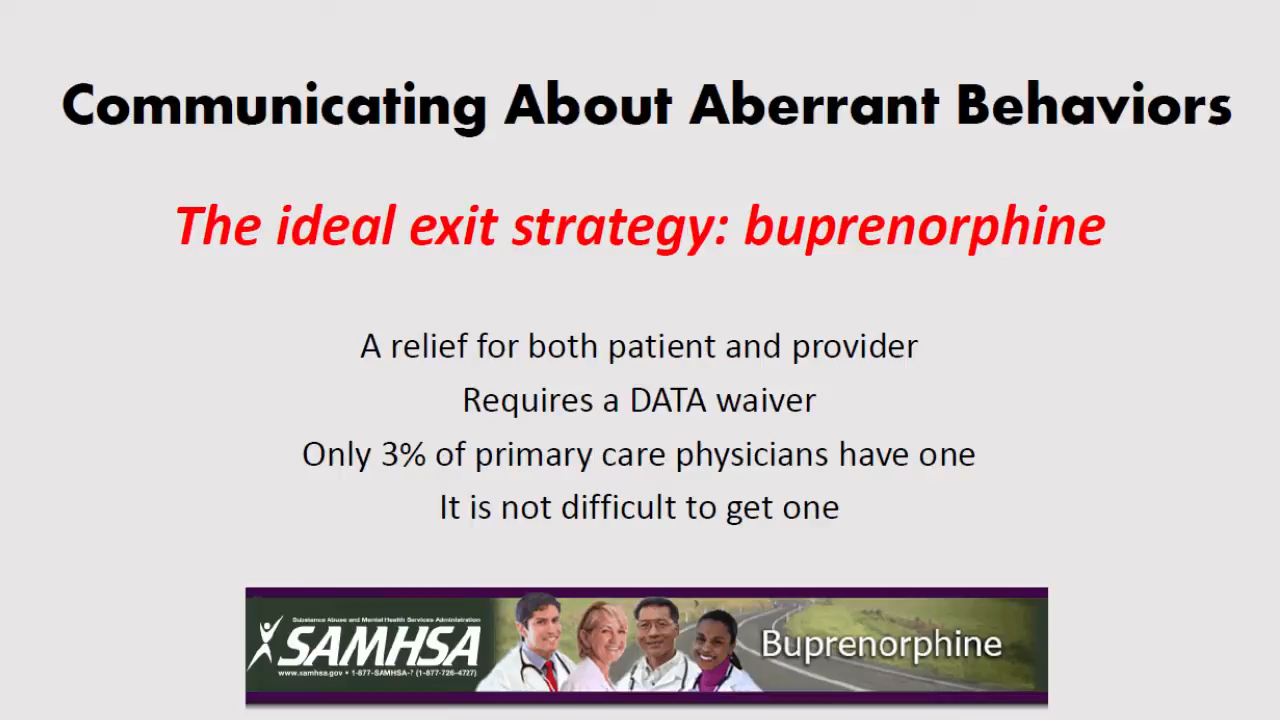 Communicating About Aberrant Behaviors
The ideal exit strategy: buprenorphine
A relief for both patient and provider
Requires a DATA waiver
Only 3% of primary care physicians have one
It is not difficult to get one
Substance Abuse and Mental Health Services Administration
SAMHSA
www.samhsa.gov • 1-877-SAMHSA-7 (1-877-726-4727)
Buprenorphine